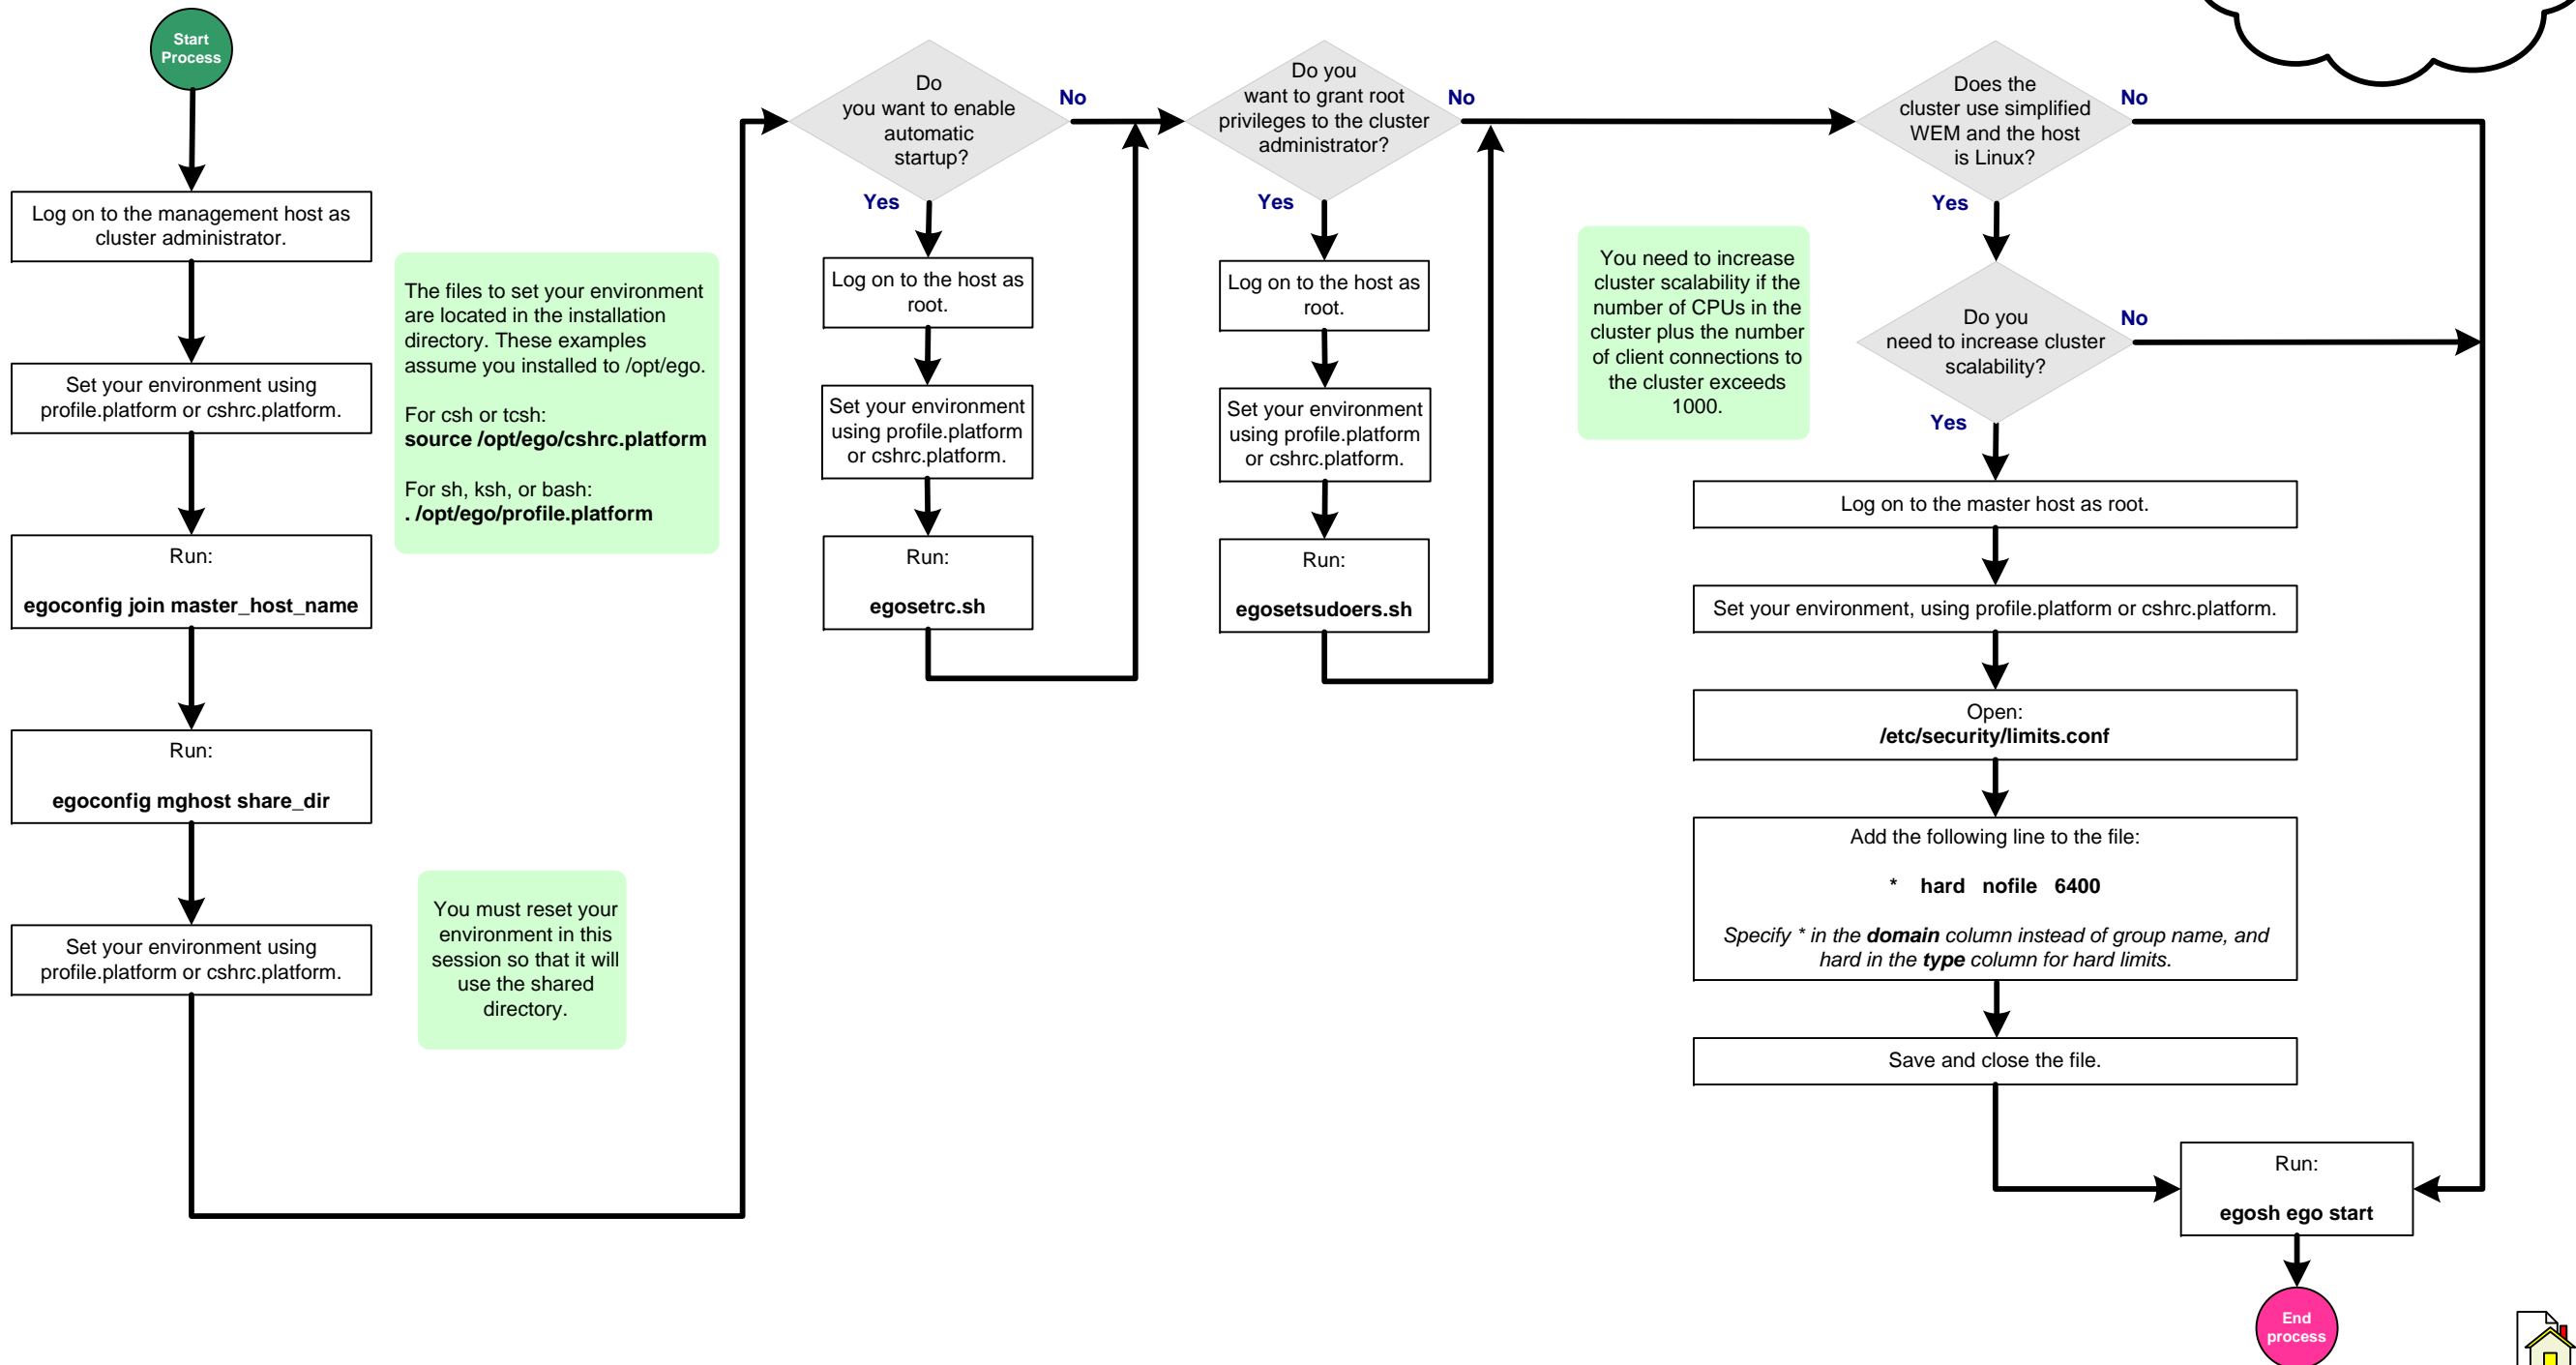 Start
Process
Log on to the management host as
cluster administrator.
Set your environment using
profile.platform or cshrc.platform.
Run:
egoconfig join master_host_name
Run:
egoconfig mghost share_dir
Set your environment using
profile.platform or cshrc.platform.
The files to set your environment
are located in the installation
directory. These examples
assume you installed to /opt/ego.
For csh or tcsh:
source /opt/ego/cshrc.platform
For sh, ksh, or bash:
. /opt/ego/profile.platform
You must reset your
environment in this
session so that it will
use the shared
directory.
Do
you want to enable
automatic
startup?
No
Yes
Log on to the host as
root.
Set your environment
using profile.platform
or cshrc.platform.
Run:
egosetrc.sh
Do you
want to grant root
privileges to the cluster
administrator?
No
Yes
Log on to the host as
root.
Set your environment
using profile.platform
or cshrc.platform.
Run:
egosetsudoers.sh
Does the
cluster use simplified
WEM and the host
is Linux?
No
Yes
You need to increase
cluster scalability if the
number of CPUs in the
cluster plus the number
of client connections to
the cluster exceeds
1000.
Do you
need to increase cluster
scalability?
No
Yes
Log on to the master host as root.
Set your environment, using profile.platform or cshrc.platform.
Open:
/etc/security/limits.conf
Add the following line to the file:
* hard nofile 6400
Specify * in the domain column instead of group name, and
hard in the type column for hard limits.
Save and close the file.
Run:
egosh ego start
End
process